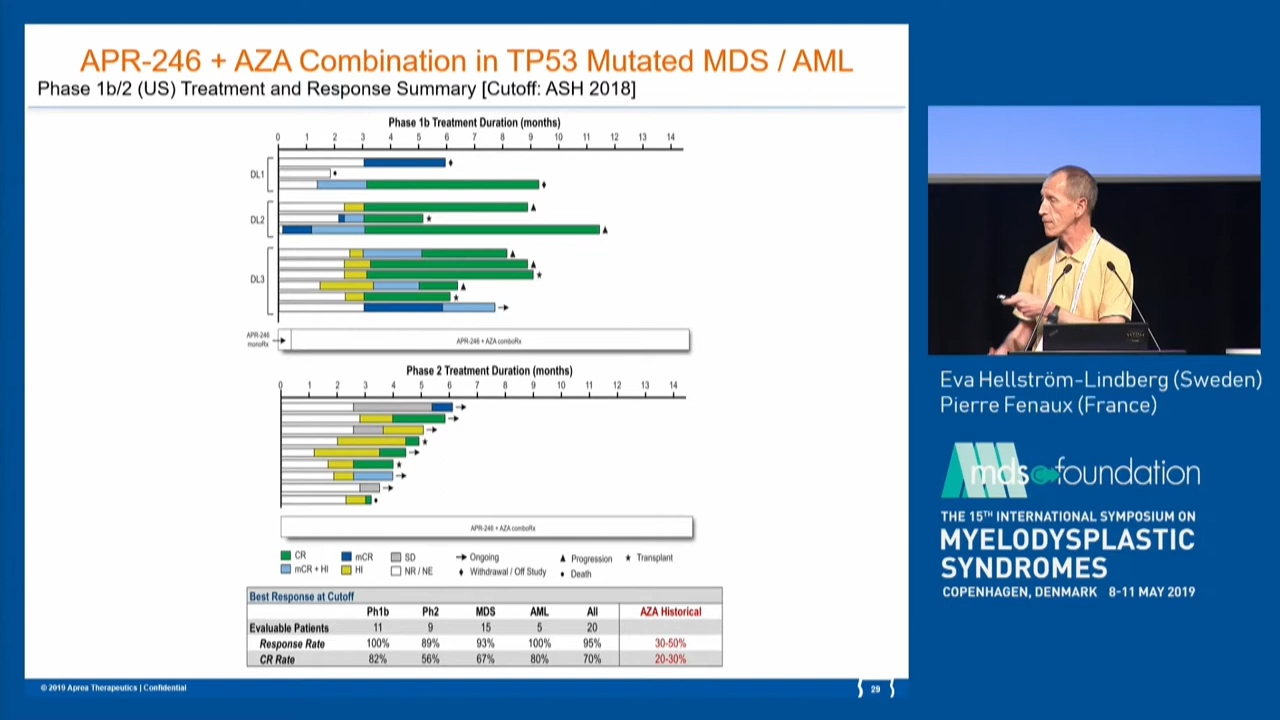 APR-246 + AZA Combination in TP53 Mutated MDS / AML
Phase 1b/2 (US) Treatment and Response Summary [Cutoff: ASH 2018]
Phase 1b Treatment Duration (months)
0 1 2 3 4 5 6 7 8 9 10 11 12 13 14
DL1
DL2
DL3
APR-246
monoRx
APR-246 + AZA comboRx
Phase 2 Treatment Duration (months)
0 1 2 3 4 5 6 7 8 9 10 11 12 13 14
APR-246 + AZA comboRx
CR mCR SD Ongoing Progression Transplant
mCR + HI HI NR / NE Withdrawal / Off Study Death
Best Response at Cutoff
Ph1b Ph2 MDS AML All AZA Historical
Evaluable Patients 11 9 15 5 20
Response Rate 100% 89% 93% 100% 95% 30-50%
CR Rate 82% 56% 67% 80% 70% 20-30%
© 2019 Aprea Therapeutics | Confidential
29
Eva Hellström-Lindberg (Sweden)
Pierre Fenaux (France)
mds foundation
THE 15TH INTERNATIONAL SYMPOSIUM ON
MYELODYSPLASTIC
SYNDROMES
COPENHAGEN, DENMARK 8-11 MAY 2019